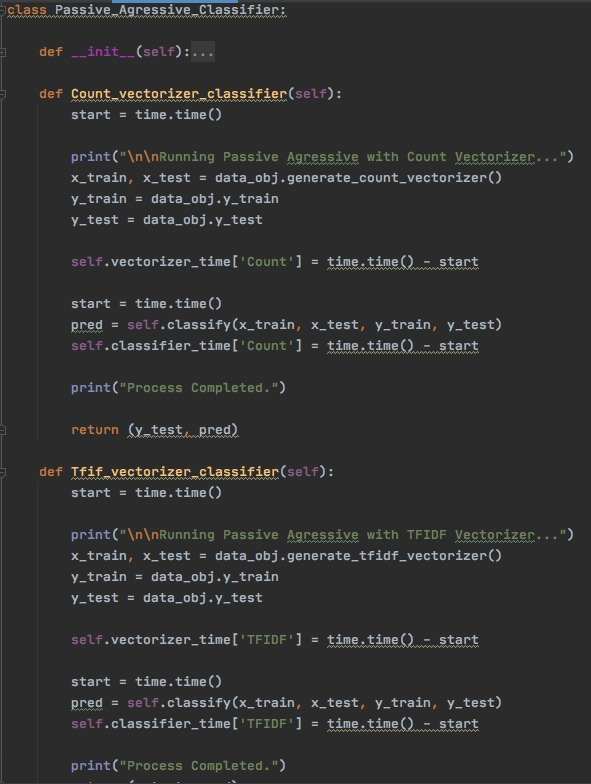 class Passive_Agressive_Classifier:
def __init__(self):...
def Count_vectorizer_classifier(self):
start = time.time()
print("\n\nRunning Passive Agressive with Count Vectorizer...")
x_train, x_test = data_obj.generate_count_vectorizer()
y_train = data_obj.y_train
y_test = data_obj.y_test
self.vectorizer_time['Count'] = time.time() - start
start = time.time()
pred = self.classify(x_train, x_test, y_train, y_test)
self.classifier_time['Count'] = time.time() - start
print("Process Completed.")
return (y_test, pred)
def Tfif_vectorizer_classifier(self):
start = time.time()
print("\n\nRunning Passive Agressive with TFIDF Vectorizer...")
x_train, x_test = data_obj.generate_tfidf_vectorizer()
y_train = data_obj.y_train
y_test = data_obj.y_test
self.vectorizer_time['TFIDF'] = time.time() - start
start = time.time()
pred = self.classify(x_train, x_test, y_train, y_test)
self.classifier_time['TFIDF'] = time.time() - start
print("Process Completed.")